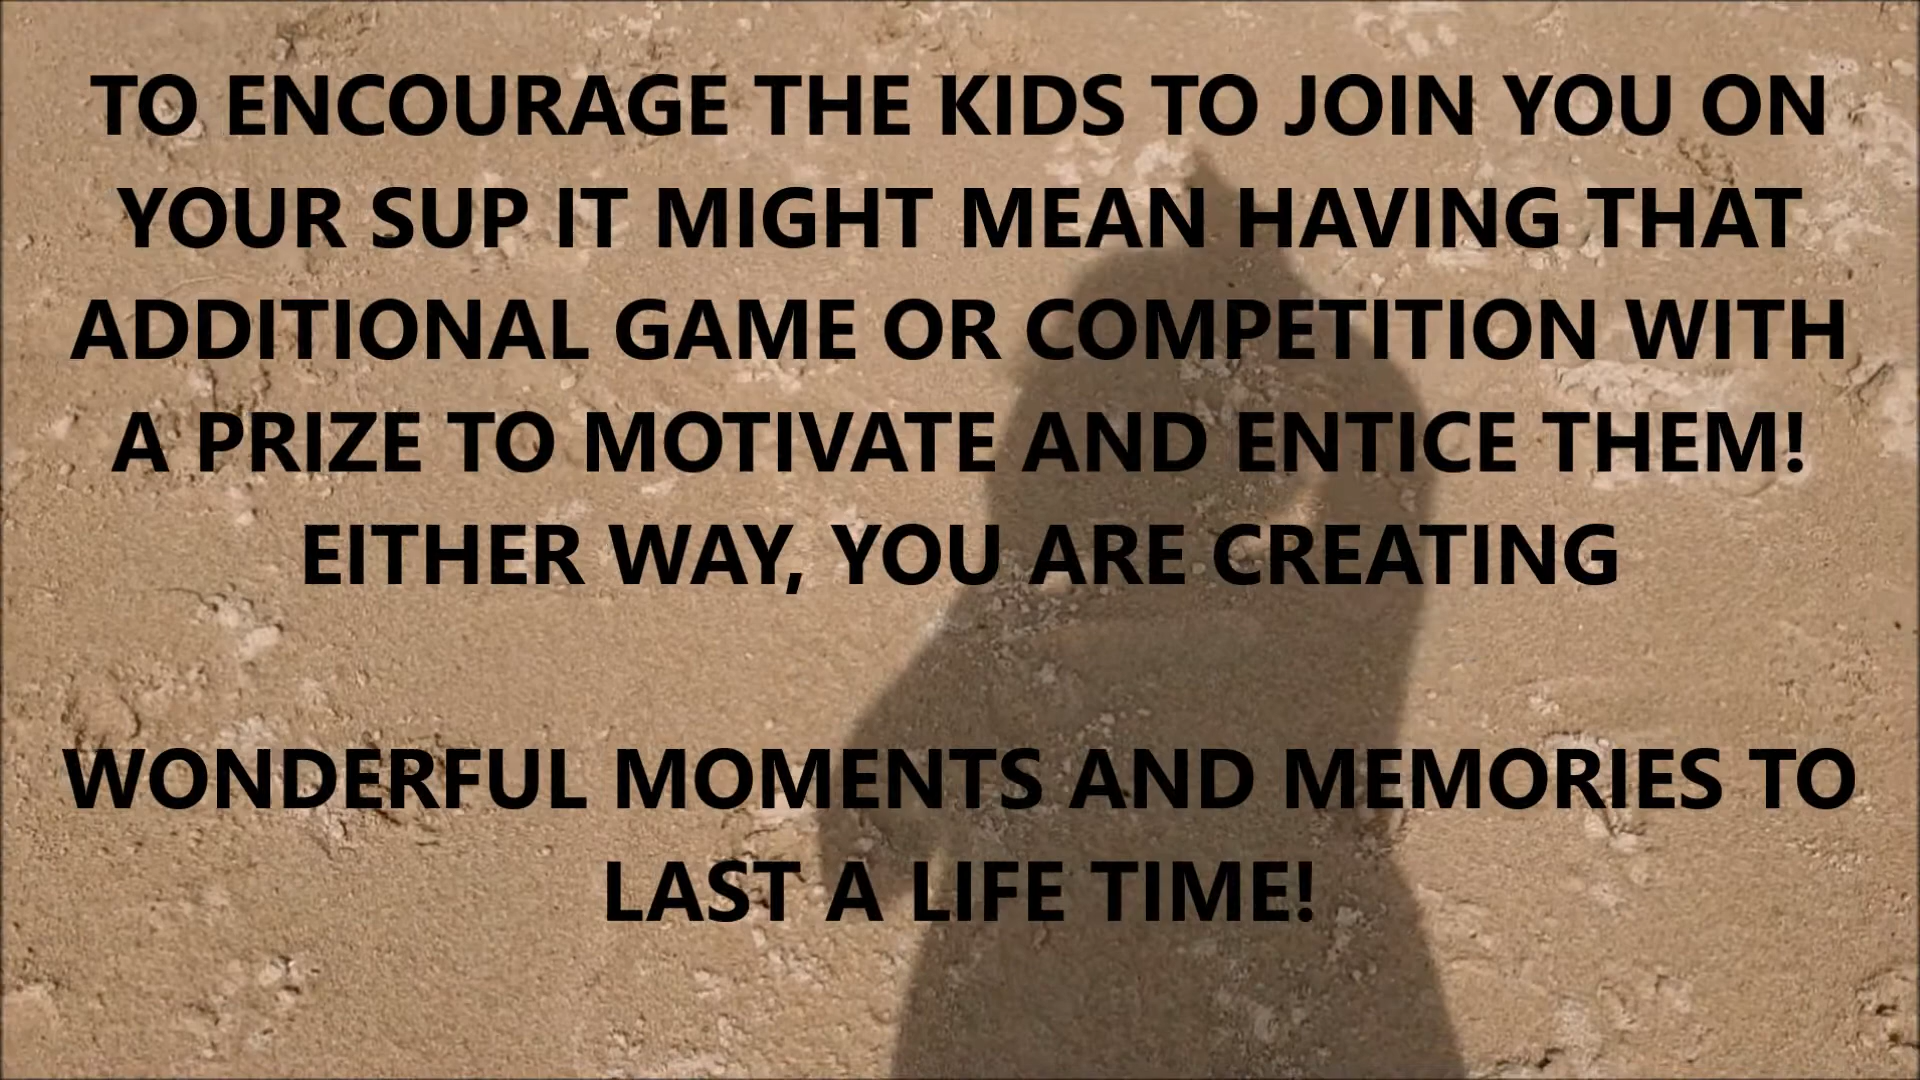 TO ENCOURAGE THE KIDS TO JOIN YOU ON
YOUR SUP IT MIGHT MEAN HAVING THAT
ADDITIONAL GAME OR COMPETITION WITH
A PRIZE TO MOTIVATE AND ENTICE THEM!
EITHER WAY, YOU ARE CREATING
WONDERFUL MOMENTS AND MEMORIES TO
LAST A LIFE TIME!